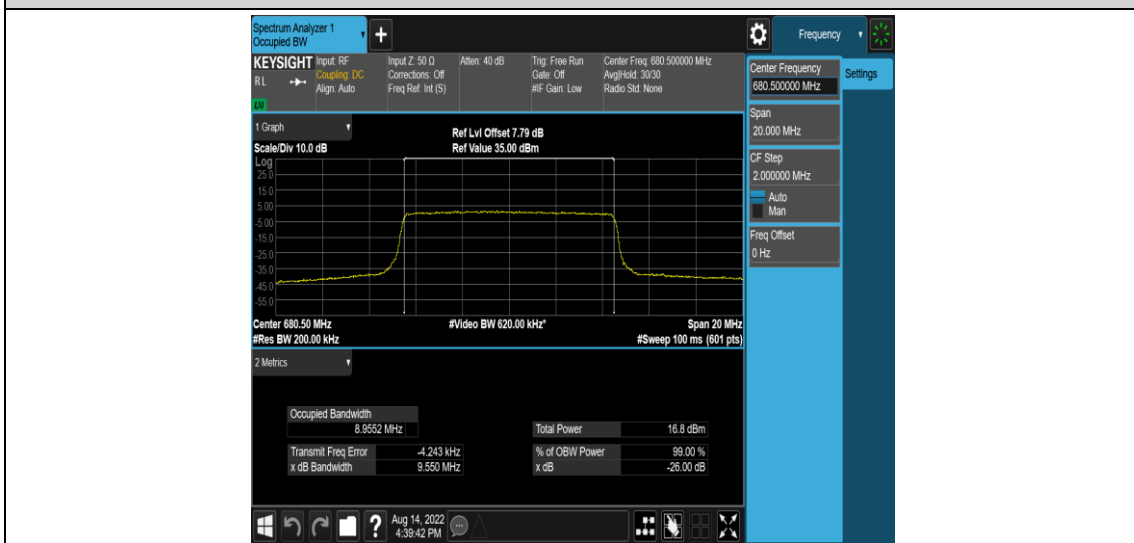 Spectrum Analyzer 1
Occupied BW
Frequency
KEYSIGHT
RL
Input: RF
Coupling: DC
Align: Auto
Input Z: 50 Ω
Corrections: Off
Freq Ref: Int (S)
Atten: 40 dB
Trig: Free Run
Gate: Off
#IF Gain: Low
Center Freq: 680.500000 MHz
Avg|Hold: 30/30
Radio Std: None
Center Frequency
680.500000 MHz
Settings
Span
20.000 MHz
CF Step
2.000000 MHz
Auto
Man
Freq Offset
0 Hz
1 Graph
Ref Lvl Offset 7.79 dB
Scale/Div 10.0 dB
Ref Value 35.00 dBm
Log
25.0
15.0
5.00
-5.00
-15.0
-25.0
-35.0
-45.0
-55.0
Center 680.50 MHz
#Video BW 620.00 kHz*
Span 20 MHz
#Res BW 200.00 kHz
#Sweep 100 ms (601 pts)
2 Metrics
Occupied Bandwidth
8.9552 MHz
Total Power
16.8 dBm
Transmit Freq Error
-4.243 kHz
% of OBW Power
99.00 %
x dB Bandwidth
9.550 MHz
x dB
-26.00 dB
?
Aug 14, 2022
4:39:42 PM